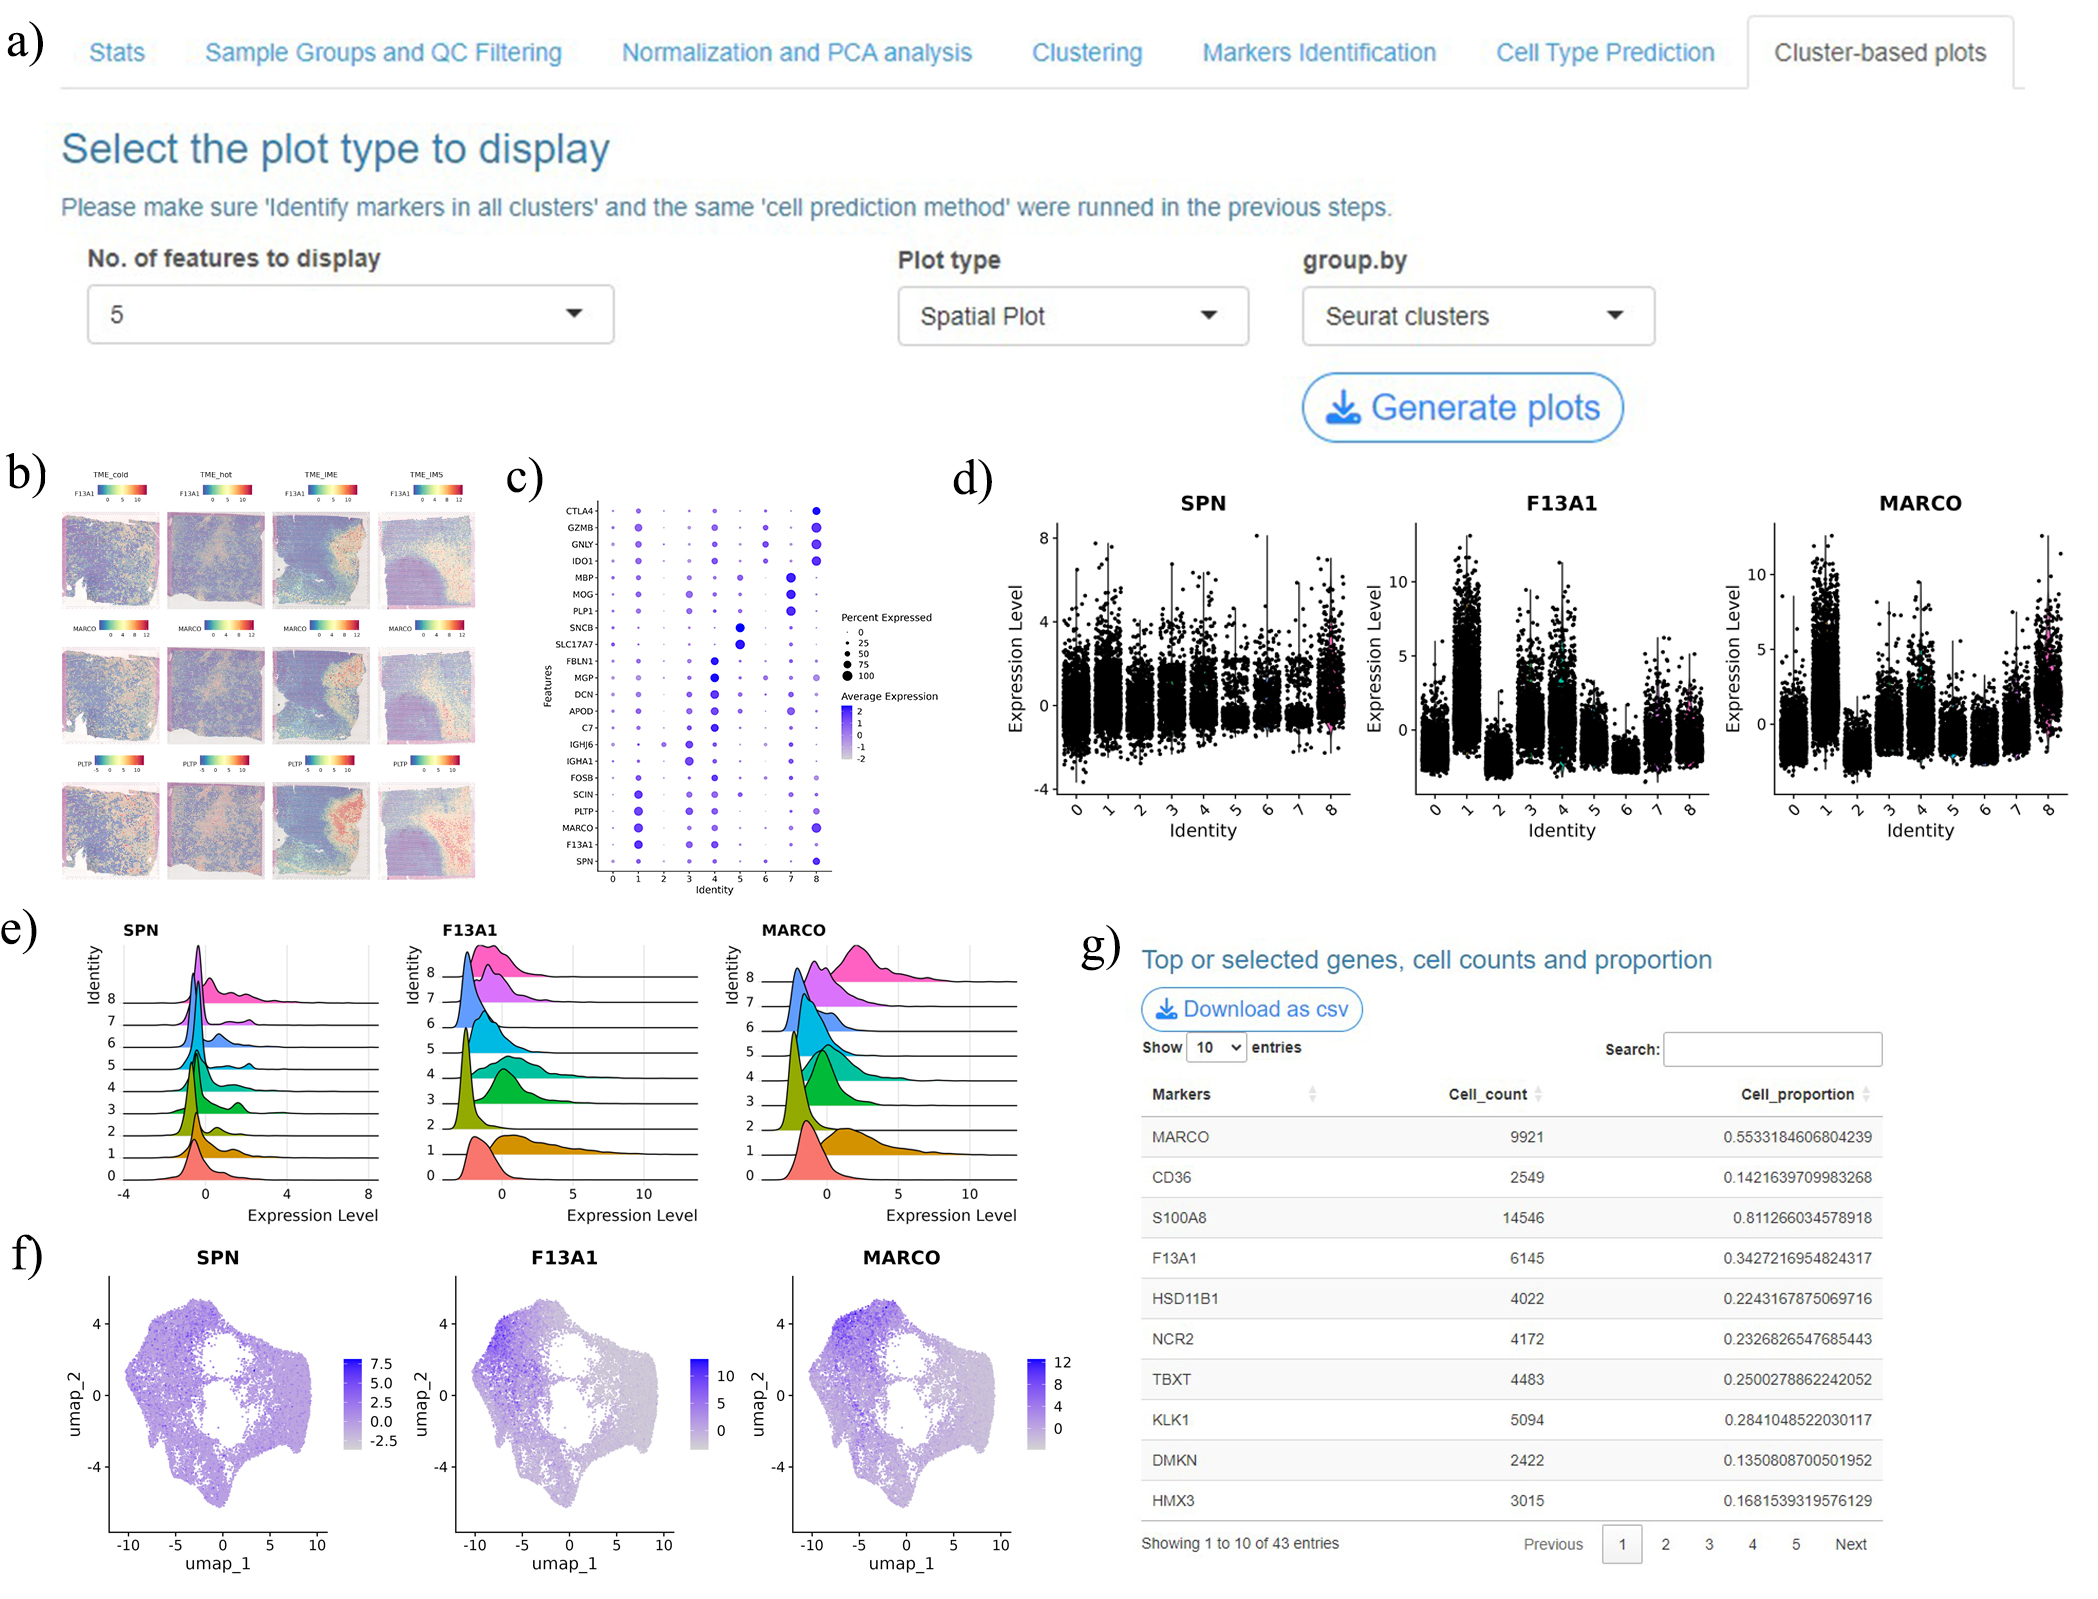 a)
Stats Sample Groups and QC Filtering Normalization and PCA analysis Clustering Markers Identification Cell Type Prediction Cluster-based plots
Select the plot type to display
Please make sure 'Identify markers in all clusters' and the same 'cell prediction method' were runned in the previous steps.
No. of features to display Plot type group.by
5 Spatial Plot Seurat clusters
Generate plots
b)
TME_cold TME_hot TME_IME TME_IMS
F13A1 F13A1 F13A1 F13A1
0 5 10 0 5 10 0 5 10 0 4 8 12
MARCO MARCO MARCO MARCO
0 4 8 12 0 4 8 12 0 4 8 12 0 4 8 12
PLTP PLTP PLTP PLTP
-5 0 5 10 -5 0 5 10 -5 0 5 10 0 5 10
c)
Features
CTLA4
GZMB
GNLY
IDO1
MBP
MOG
PLP1
SNCB
SLC17A7
FBLN1
MGP
DCN
APOD
C7
IGHJ6
IGHA1
FOSB
SCIN
PLTP
MARCO
F13A1
SPN
0 1 2 3 4 5 6 7 8
Identity
Percent Expressed
0
25
50
75
100
Average Expression
2
1
0
-1
-2
d)
SPN F13A1 MARCO
Expression Level
8
4
0
-4
0 1 2 3 4 5 6 7 8
Identity
Expression Level
10
5
0
0 1 2 3 4 5 6 7 8
Identity
Expression Level
10
5
0
0 1 2 3 4 5 6 7 8
Identity
e)
SPN
Identity
8
7
6
5
4
3
2
1
0
-4 0 4 8
Expression Level
F13A1
Identity
8
7
6
5
4
3
2
1
0
0 5 10
Expression Level
MARCO
Identity
8
7
6
5
4
3
2
1
0
0 5 10
Expression Level
f)
SPN
umap_2
4
0
-4
-10 -5 0 5 10
umap_1
7.5
5.0
2.5
0.0
-2.5
F13A1
umap_2
4
0
-4
-10 -5 0 5 10
umap_1
10
5
0
MARCO
umap_2
4
0
-4
-10 -5 0 5 10
umap_1
12
8
4
0
g)
Top or selected genes, cell counts and proportion
Download as csv
Show 10 entries Search:
Markers Cell_count Cell_proportion
MARCO 9921 0.5533184606804239
CD36 2549 0.1421639709983268
S100A8 14546 0.811266034578918
F13A1 6145 0.3427216954824317
HSD11B1 4022 0.2243167875069716
NCR2 4172 0.2326826547685443
TBXT 4483 0.2500278862242052
KLK1 5094 0.2841048522030117
DMKN 2422 0.1350808700501952
HMX3 3015 0.1681539319576129
Showing 1 to 10 of 43 entries Previous 1 2 3 4 5 Next